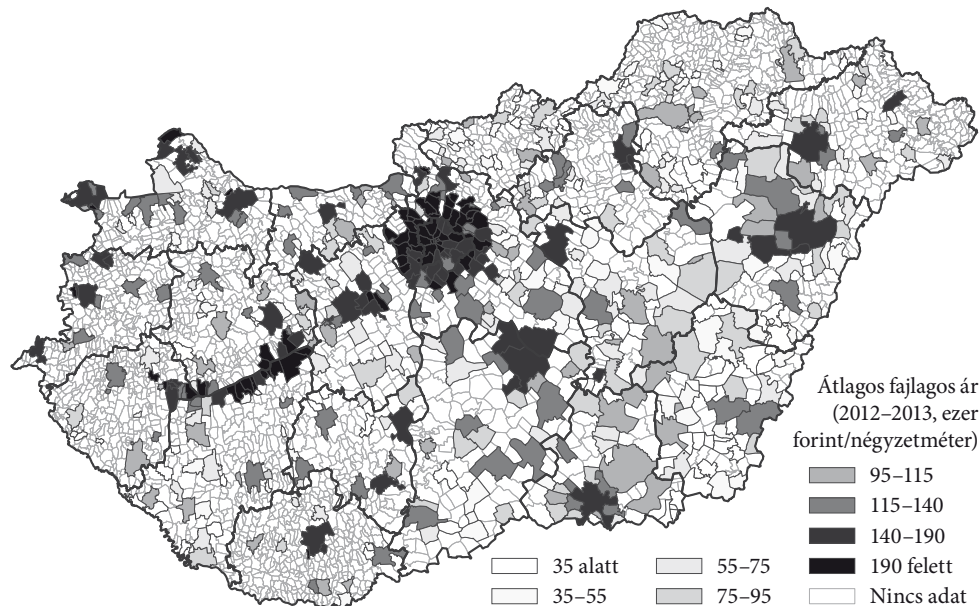 Átlagos fajlagos ár
(2012–2013, ezer
forint/négyzetméter)
95–115
115–140
140–190
190 felett
Nincs adat
35 alatt
35–55
55–75
75–95